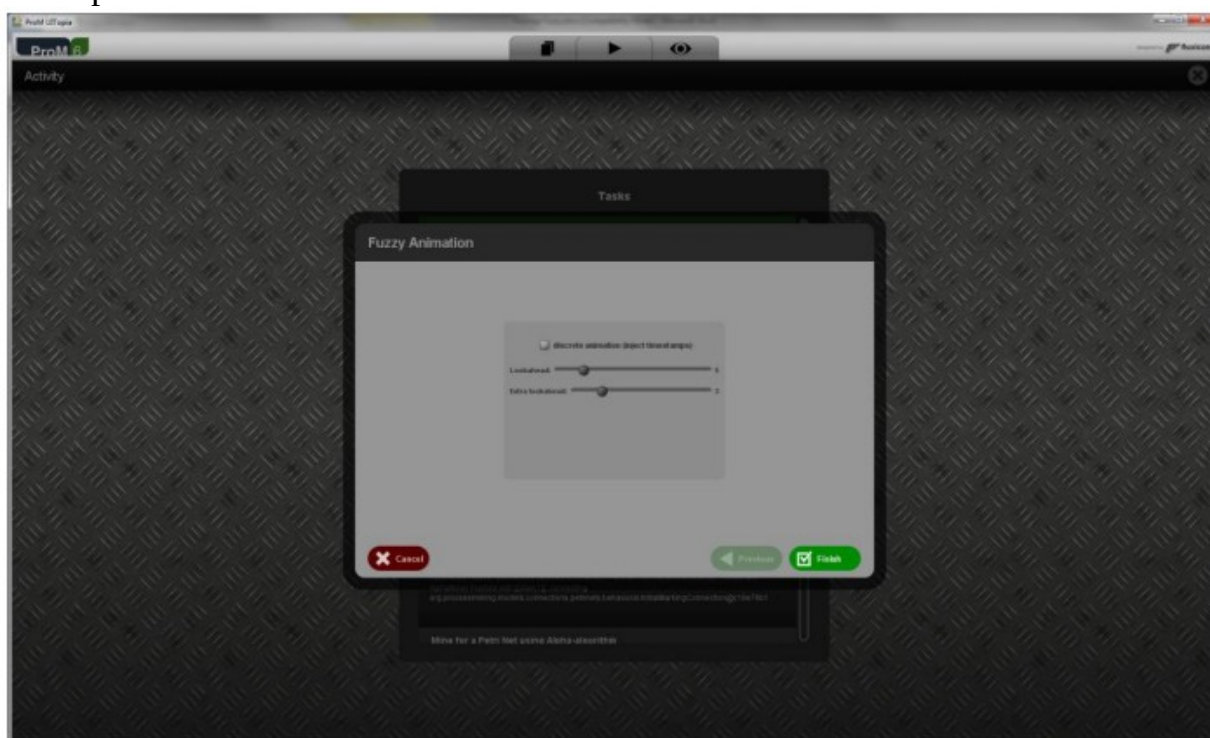 ProM UITopia
ProM 6
Activity
Tasks
Fuzzy Animation
discrete animation (inject timestamps)
Lookahead:
Extra lookahead:
Cancel
Previous
Finish
Mine for a Petri Net using Alpha-algorithm